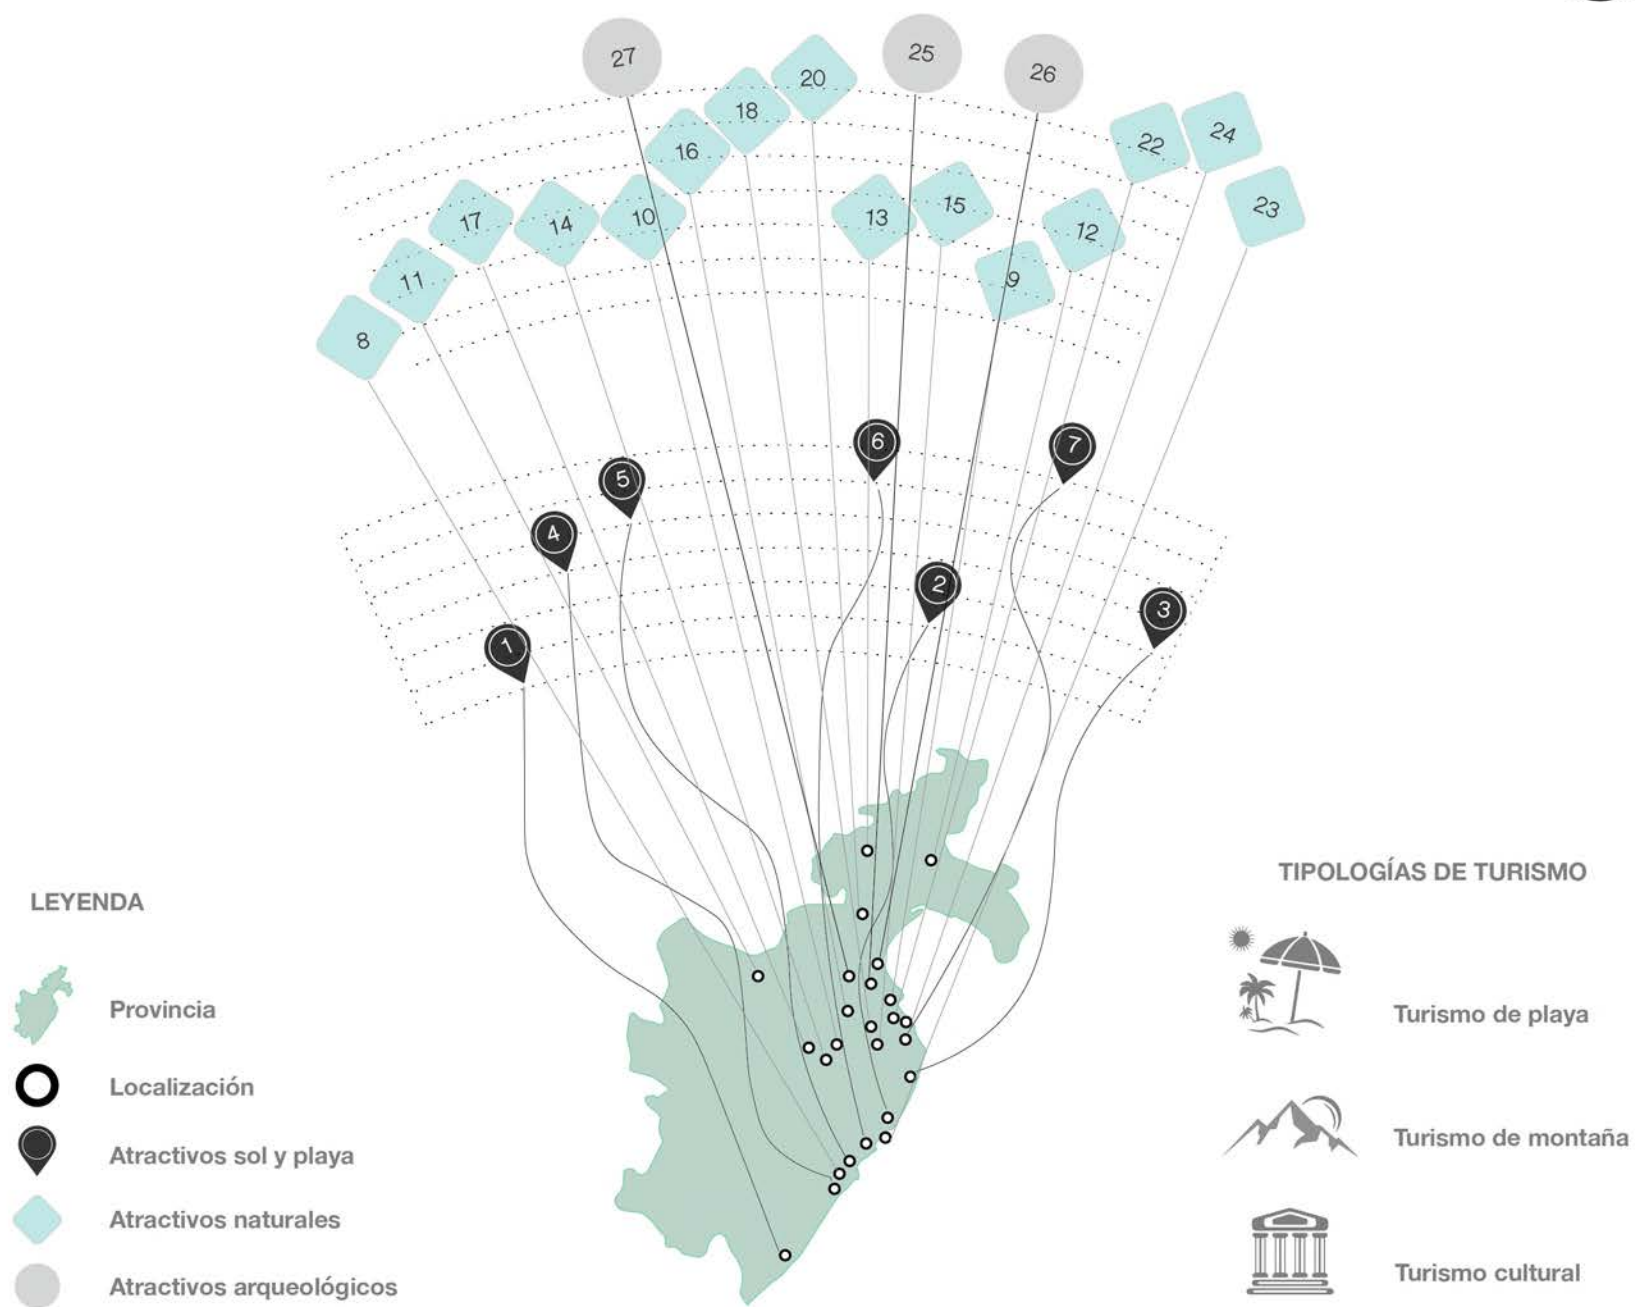 27
25
26
20
18
16
22
24
17
14
10
13
15
12
23
11
9
8
6
7
5
4
2
3
1
LEYENDA
Provincia
Localización
Atractivos sol y playa
Atractivos naturales
Atractivos arqueológicos
TIPOLOGÍAS DE TURISMO
Turismo de playa
Turismo de montaña
Turismo cultural